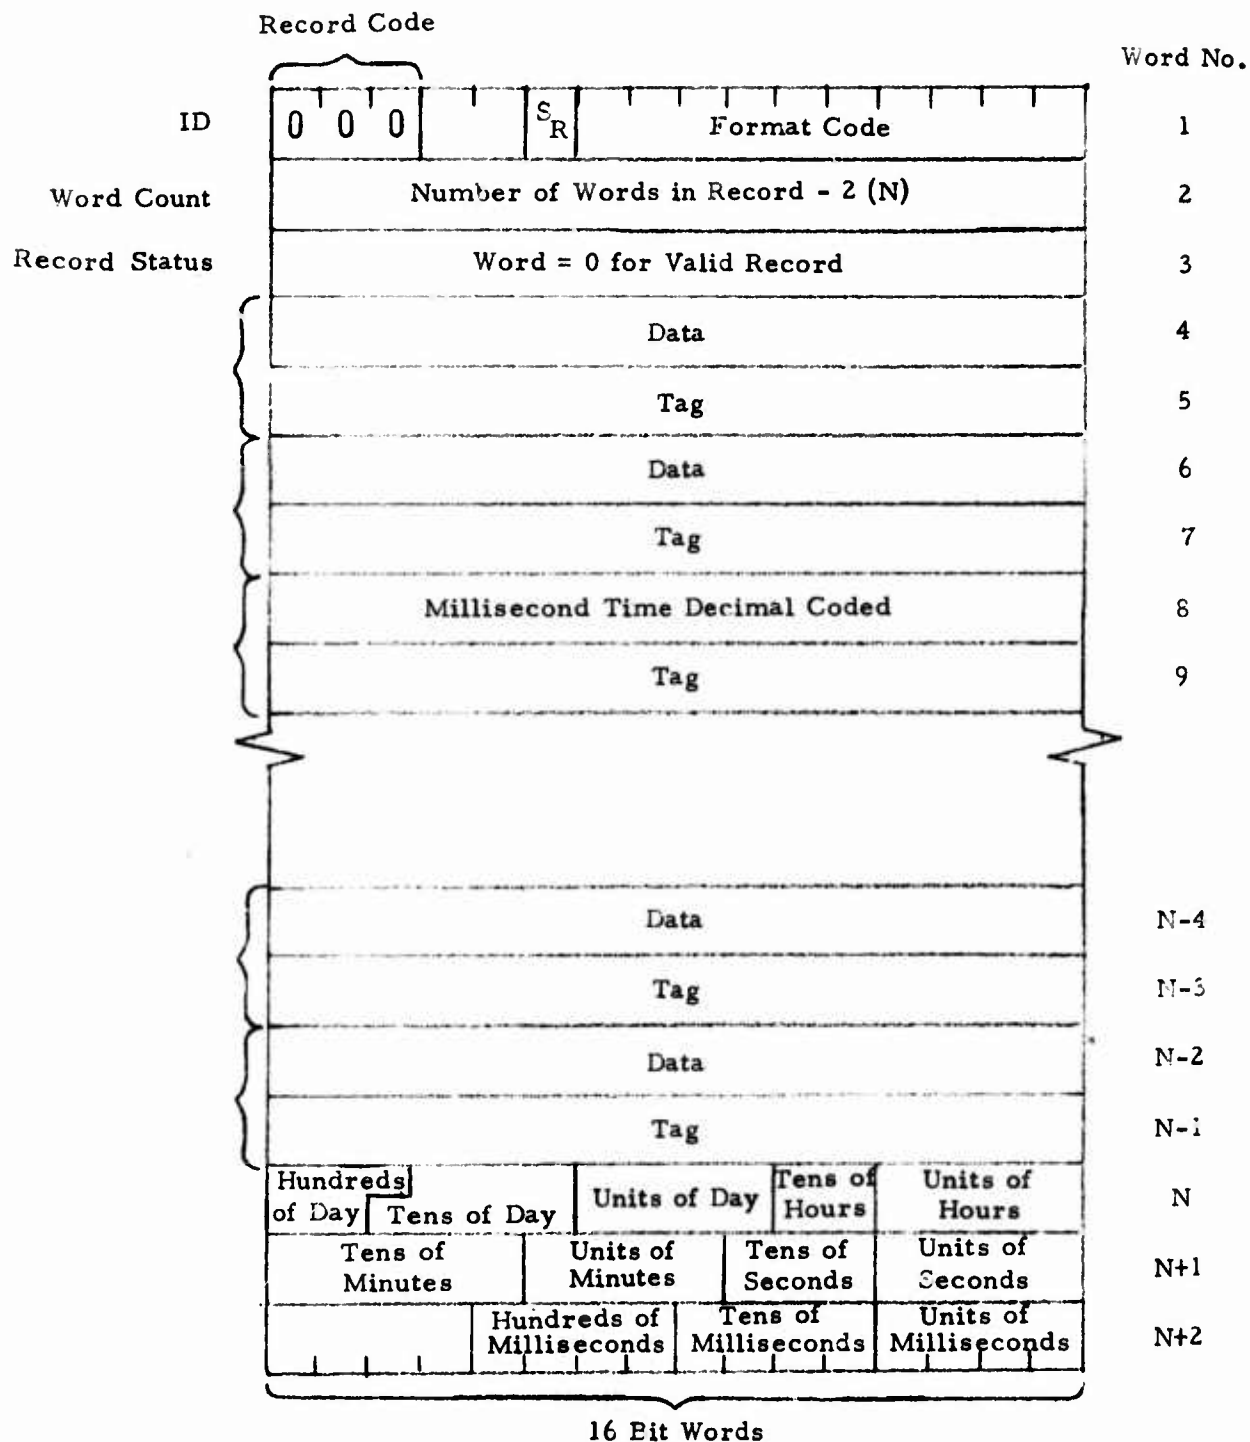 Record Code
Word No.
ID 0 0 0 SR Format Code 1
Word Count Number of Words in Record - 2 (N) 2
Record Status Word = 0 for Valid Record 3
Data 4
Tag 5
Data 6
Tag 7
Millisecond Time Decimal Coded 8
Tag 9
Data N-4
Tag N-3
Data N-2
Tag N-1
Hundreds of Day Tens of Day Units of Day Tens of Hours Units of Hours N
Tens of Minutes Units of Minutes Tens of Seconds Units of Seconds N+1
Hundreds of Milliseconds Tens of Milliseconds Units of Milliseconds N+2
16 Bit Words